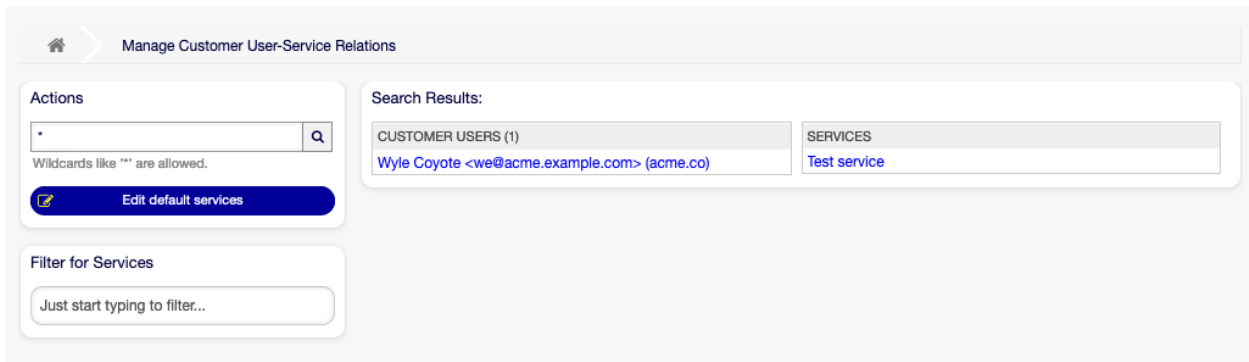 Manage Customer User-Service Relations
Actions
*
Wildcards like '*' are allowed.
Edit default services
Filter for Services
Just start typing to filter...
Search Results:
CUSTOMER USERS (1)
Wyle Coyote <we@acme.example.com> (acme.co)
SERVICES
Test service